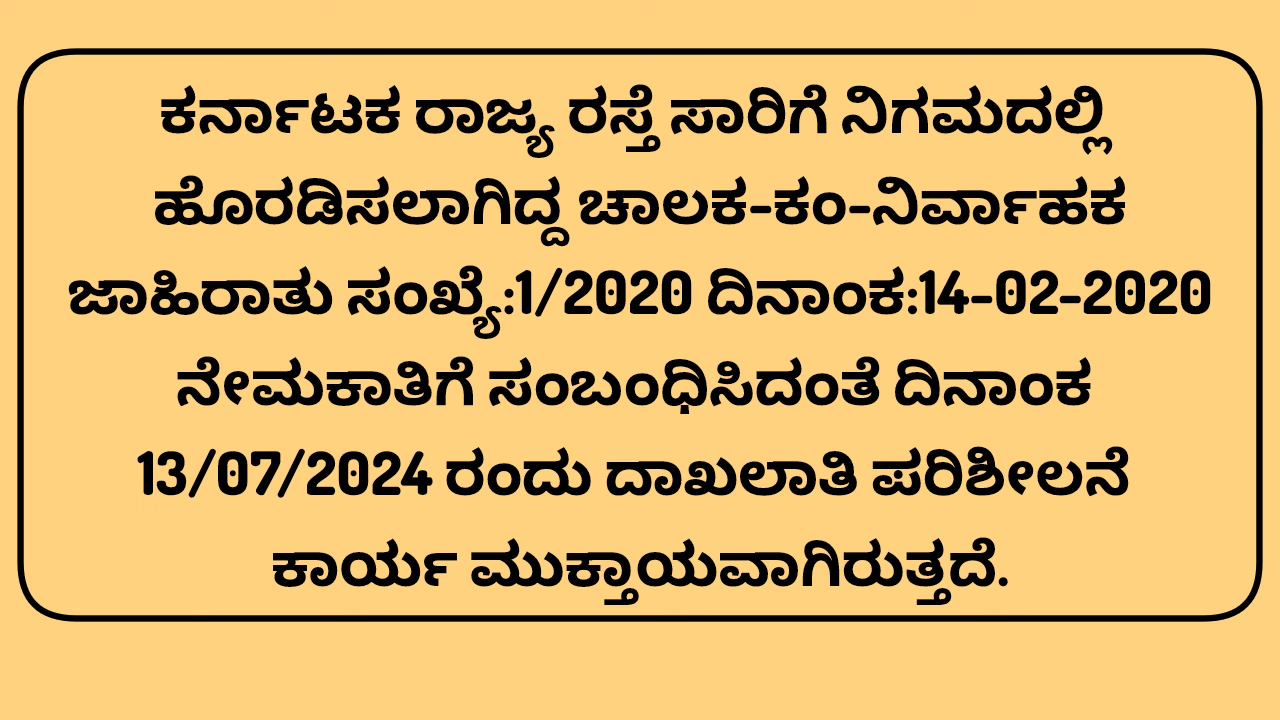 ಕರ್ನಾಟಕ ರಾಜ್ಯ ರಸ್ತೆ ಸಾರಿಗೆ ನಿಗಮದಲ್ಲಿ
ಹೊರಡಿಸಲಾಗಿದ್ದ ಚಾಲಕ-ಕಂ-ನಿರ್ವಾಹಕ
ಜಾಹಿರಾತು ಸಂಖ್ಯೆ:1/2020 ದಿನಾಂಕ:14-02-2020
ನೇಮಕಾತಿಗೆ ಸಂಬಂಧಿಸಿದಂತೆ ದಿನಾಂಕ
13/07/2024 ರಂದು ದಾಖಲಾತಿ ಪರಿಶೀಲನೆ
ಕಾರ್ಯ ಮುಕ್ತಾಯವಾಗಿರುತ್ತದೆ.